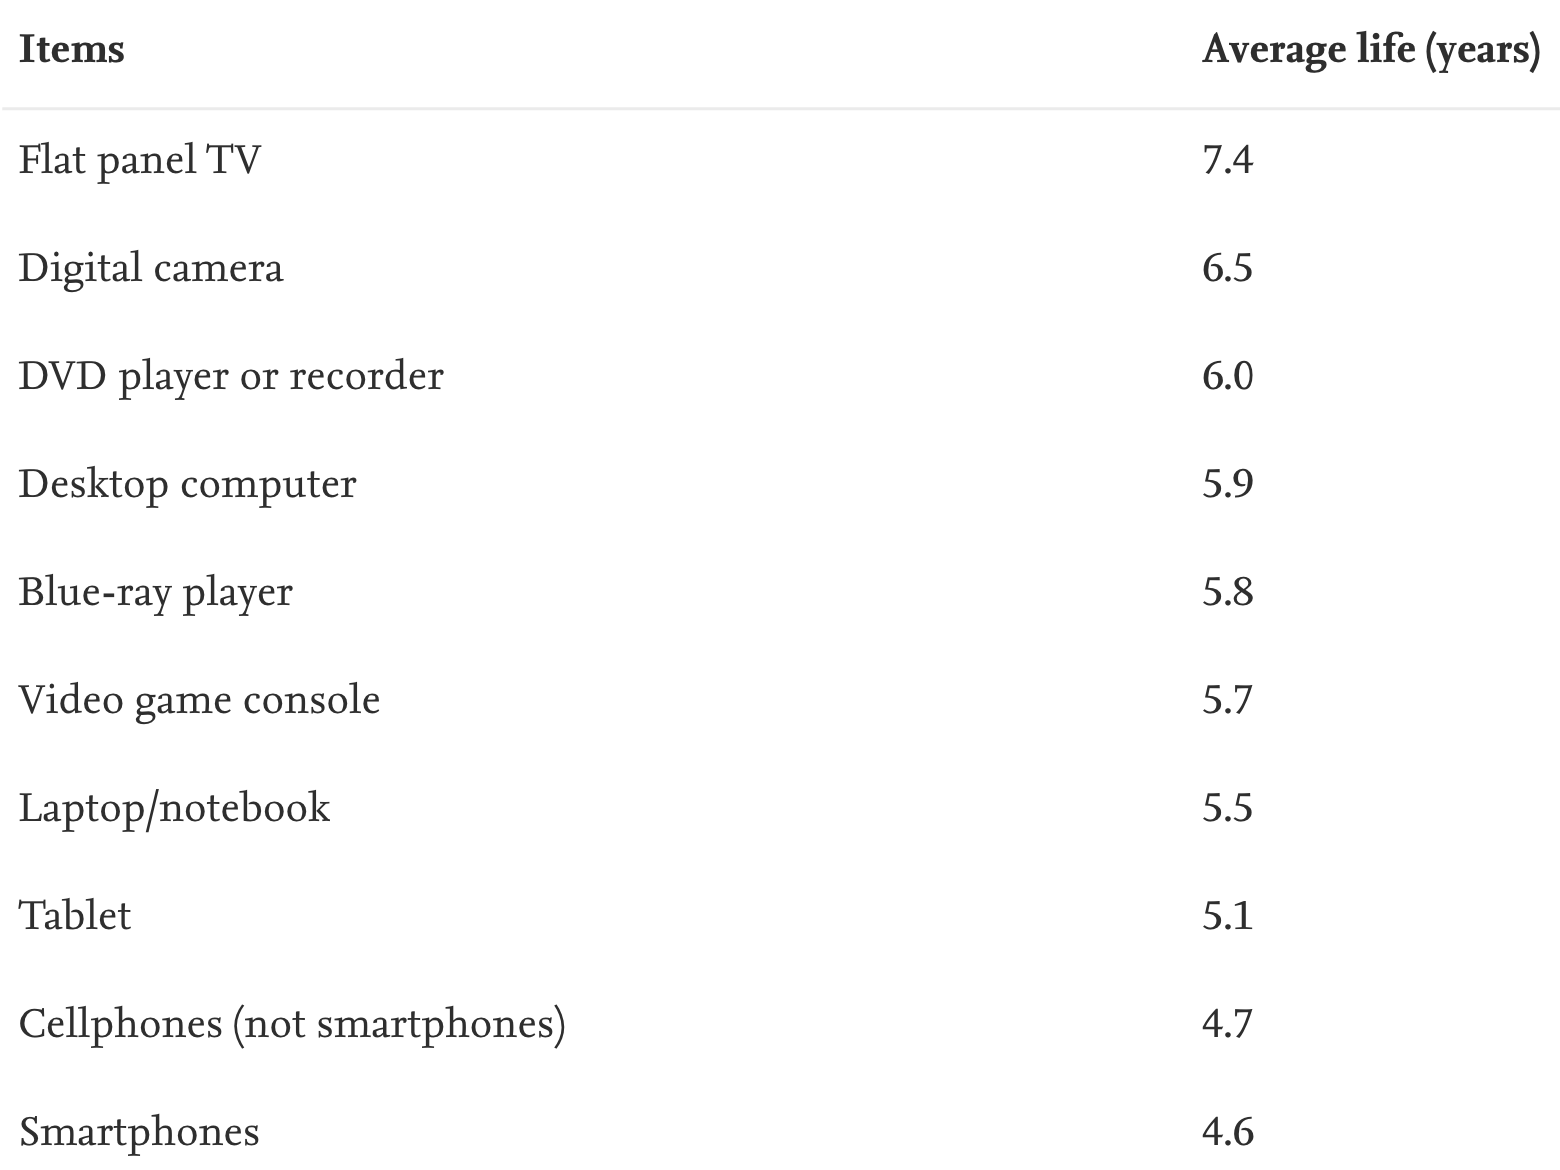 Items Average life (years)
Flat panel TV 7.4
Digital camera 6.5
DVD player or recorder 6.0
Desktop computer 5.9
Blue-ray player 5.8
Video game console 5.7
Laptop/notebook 5.5
Tablet 5.1
Cellphones (not smartphones) 4.7
Smartphones 4.6